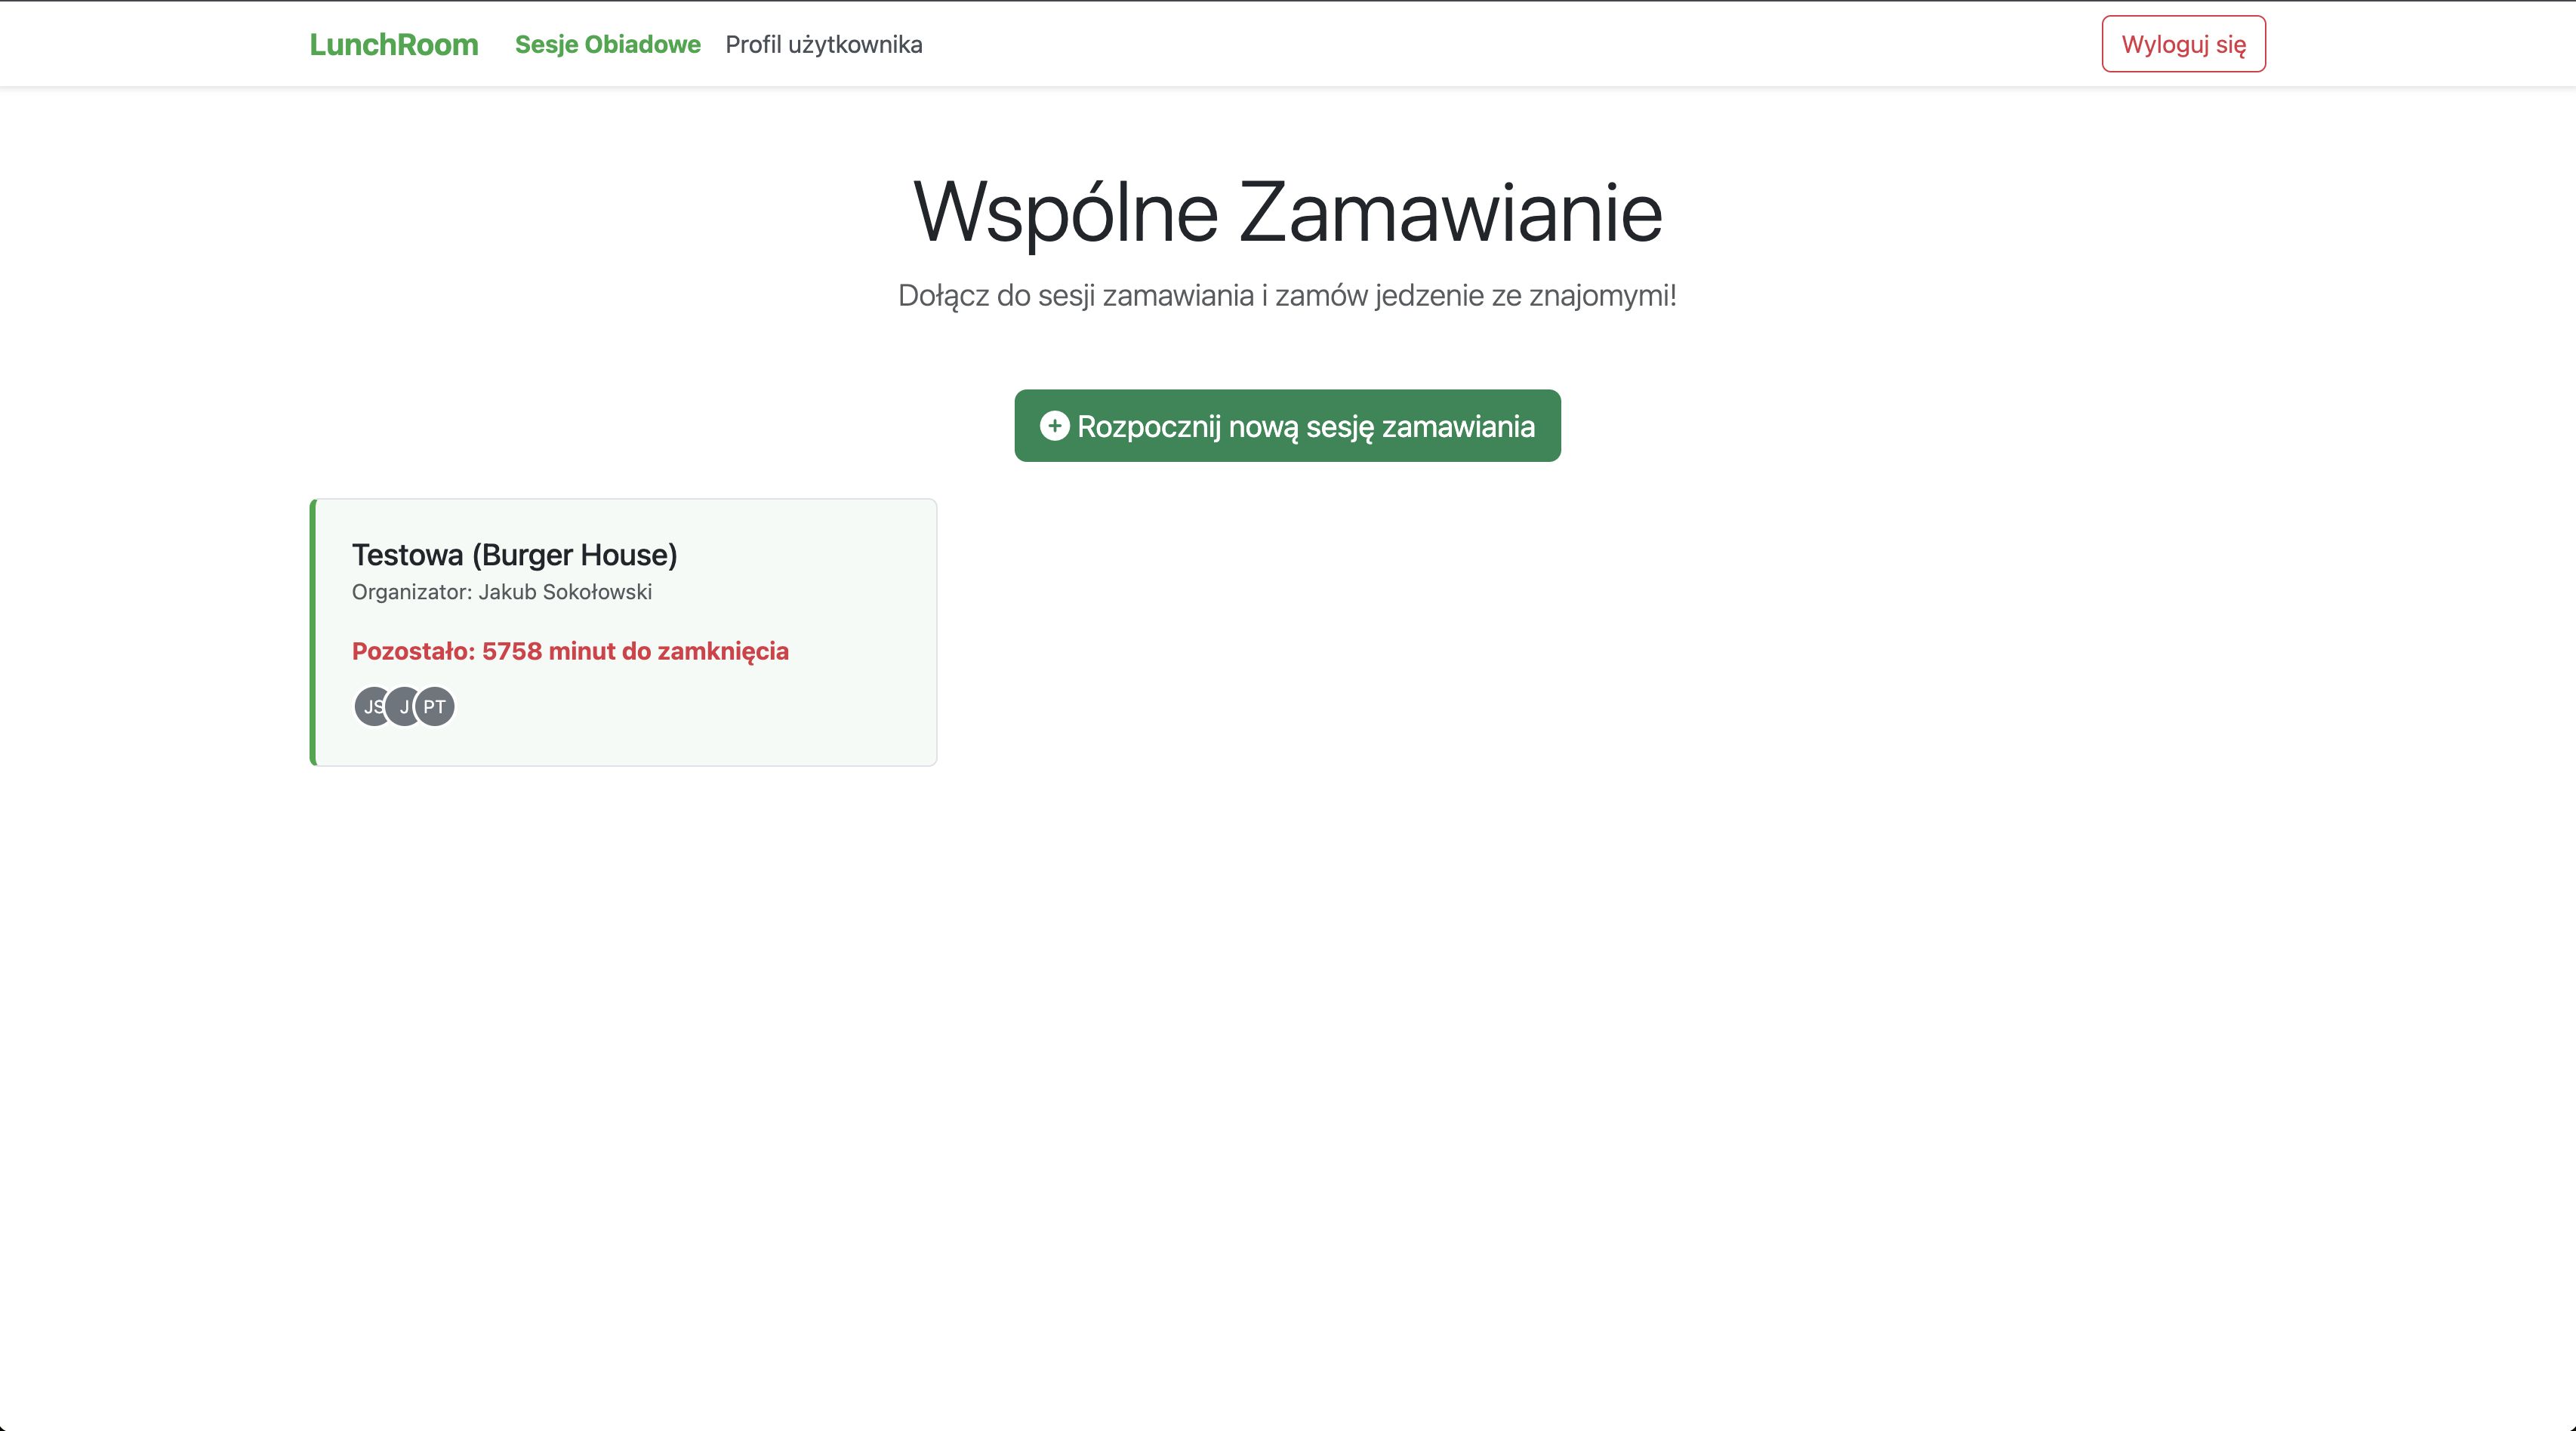 LunchRoom Sesje Obiadowe Profil użytkownika Wyloguj się
Wspólne Zamawianie
Dołącz do sesji zamawiania i zamów jedzenie ze znajomymi!
Rozpocznij nową sesję zamawiania
Testowa (Burger House)
Organizator: Jakub Sokołowski
Pozostało: 5758 minut do zamknięcia
JS J PT